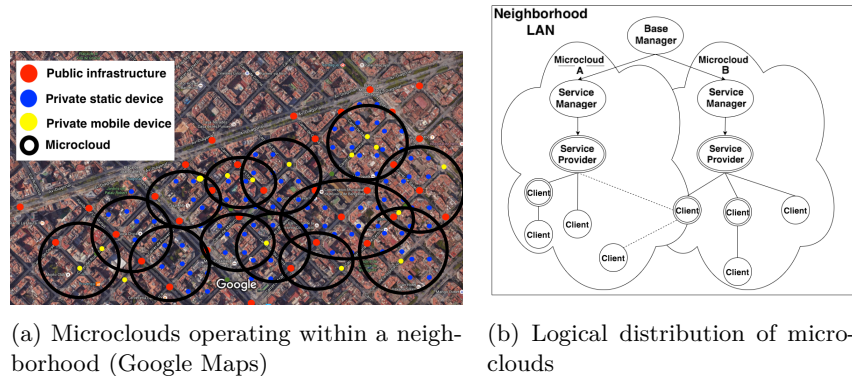 Public infrastructure
Private static device
Private mobile device
Microcloud
Google
(a) Microclouds operating within a neigh-
borhood (Google Maps)
Neighborhood
LAN
Base
Manager
Microcloud
A
Microcloud
B
Service
Manager
Service
Manager
Service
Provider
Service
Provider
Client
Client
Client
Client
Client
Client
Client
Client
(b) Logical distribution of micro-
clouds